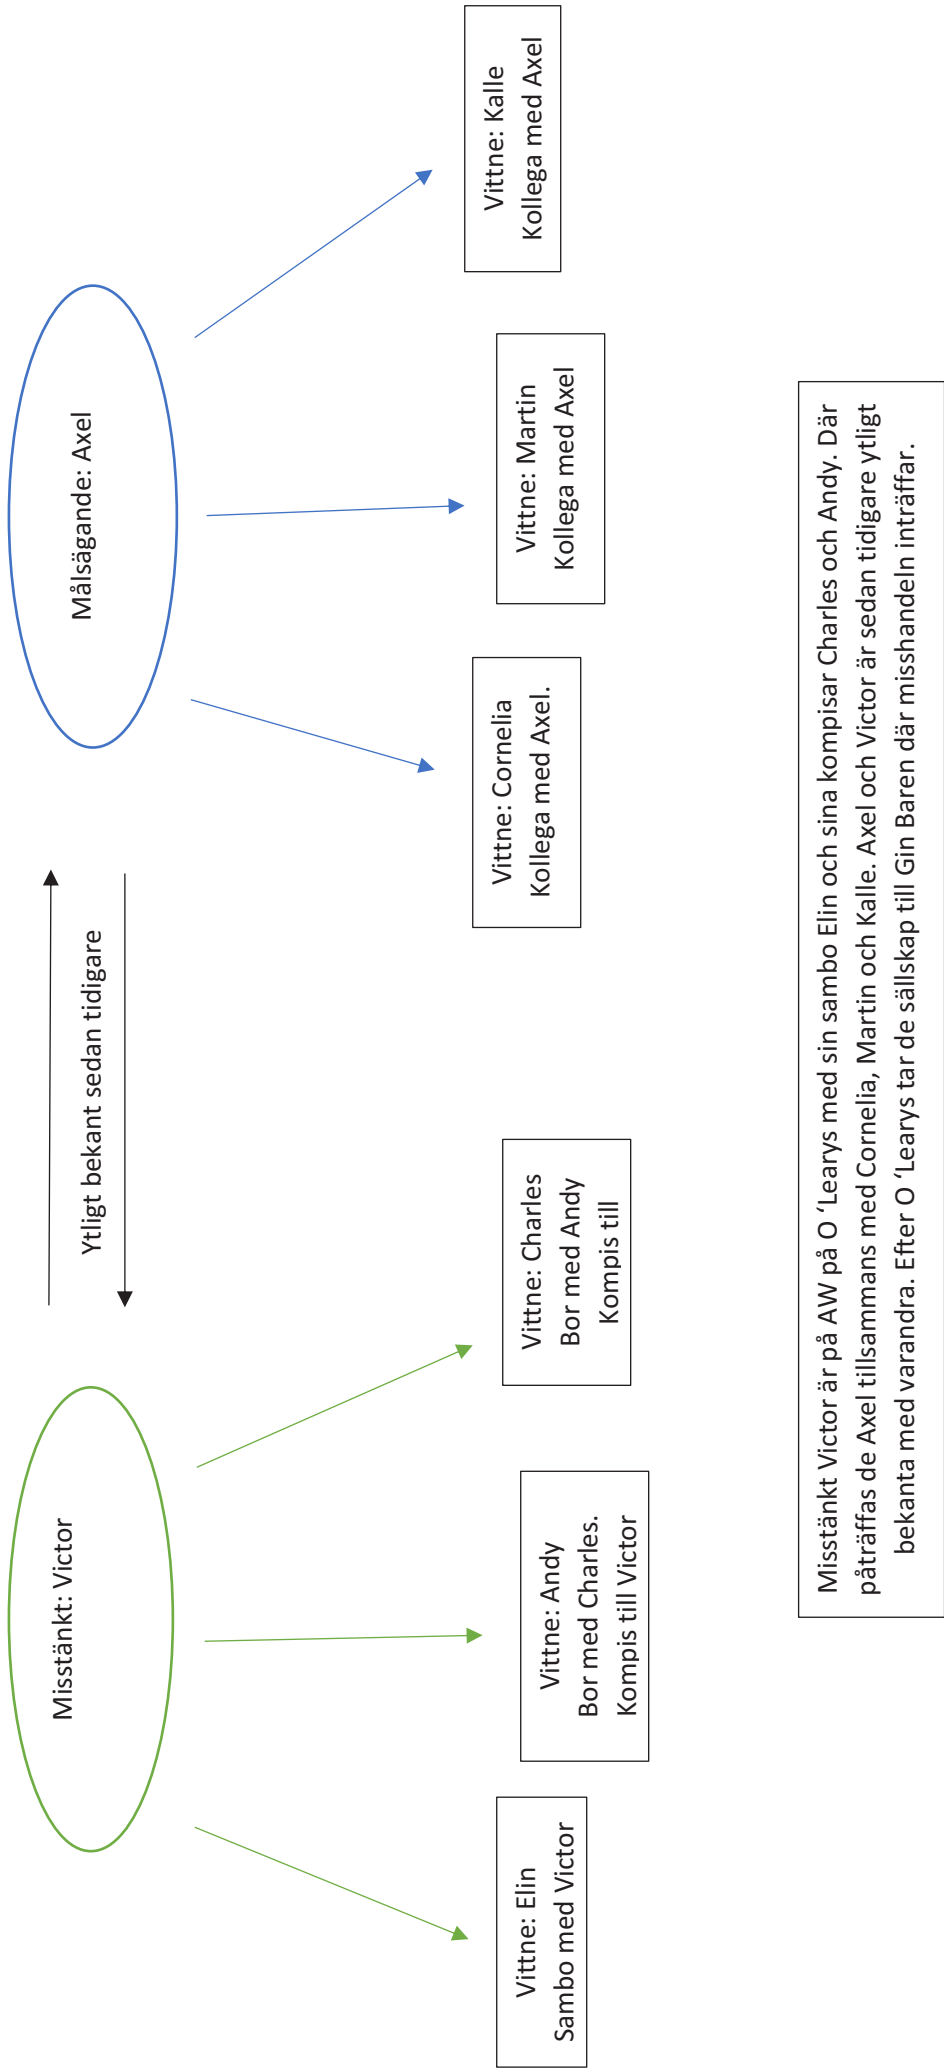 Misstänkt: Victor
Ytligt bekant sedan tidigare
Målsägande: Axel
Vittne: Elin
Sambo med Victor
Vittne: Andy
Bor med Charles.
Kompis till Victor
Vittne: Charles
Bor med Andy
Kompis till
Vittne: Cornelia
Kollega med Axel.
Vittne: Martin
Kollega med Axel
Vittne: Kalle
Kollega med Axel
Misstänkt Victor är på AW på O ‘Learys med sin sambo Elin och sina kompisar Charles och Andy. Där
påträffas de Axel tillsammans med Cornelia, Martin och Kalle. Axel och Victor är sedan tidigare ytligt
bekanta med varandra. Efter O ‘Learys tar de sällskap till Gin Baren där misshandeln inträffar.